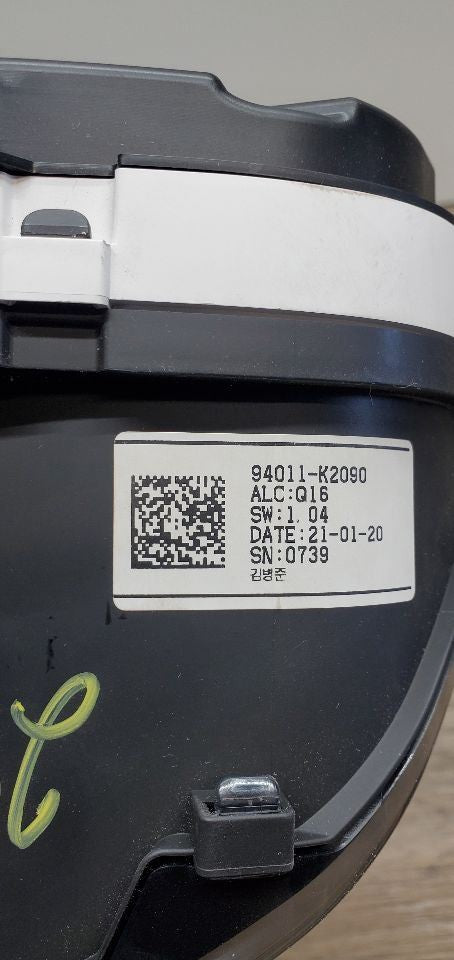 94011-K2090
ALC:Q16
SW:1.04
DATE:21-01-20
SN:0739
김병준